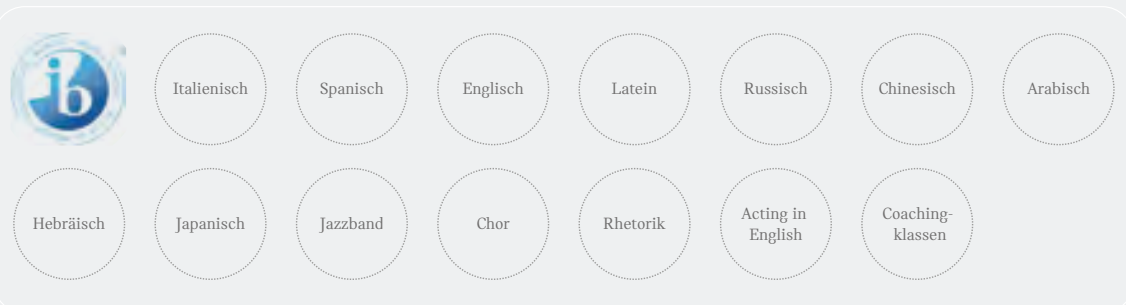 ib
Italienisch
Spanisch
Englisch
Latein
Russisch
Chinesisch
Arabisch
Hebräisch
Japanisch
Jazzband
Chor
Rhetorik
Acting in
English
Coaching-
klassen